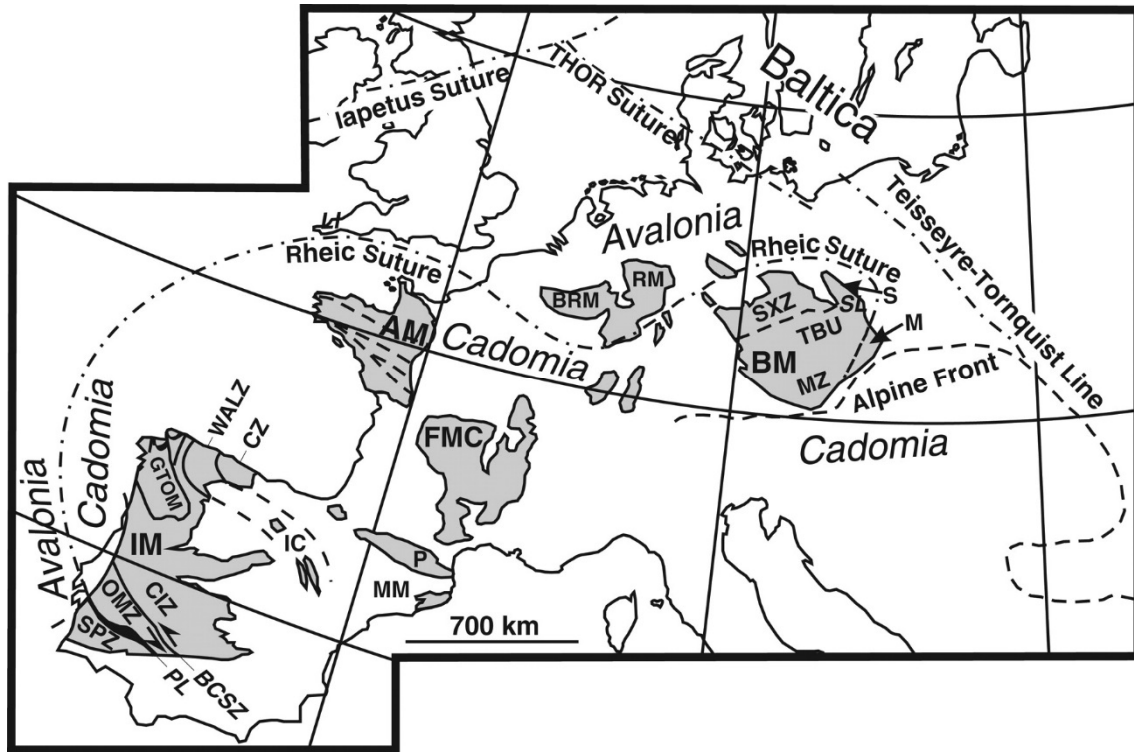 Baltica
THOR Suture
Iapetus Suture
Teisseyre-Tornquist Line
Avalonia
LI
Rheic Suture
Rheic Suture
RM
BRM
S
SXZ
SL
TBU
M
AM
Cadomia
BM
MZ
Alpine Front
WALZ
CZ
Cadomia
FMC
Cadomia
GTOM
Avalonia
IM
IC
P
MM
CIZ
OMZ
SPZ
700 km
PL
BCSZ